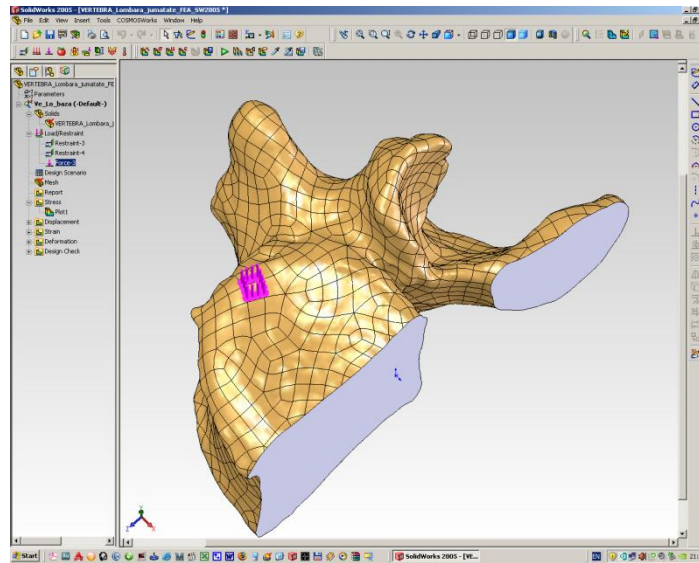 SolidWorks 2005 - [VERTEBRA_Lombara_jumatate_FEA_SW2005 *]
File Edit View Insert Tools COSMOSWorks Window Help
VERTEBRA_Lombara_jumatate_FE
Parameters
Ve_Lo_baza (-Default-)
Solids
VERTEBRA_Lombara_j
Load/Restraint
Restraint-3
Restraint-4
Force-3
Design Scenario
Mesh
Report
Stress
Plot1
Displacement
Strain
Deformation
Design Check
Start
SolidWorks 2005 - [VE...
EN